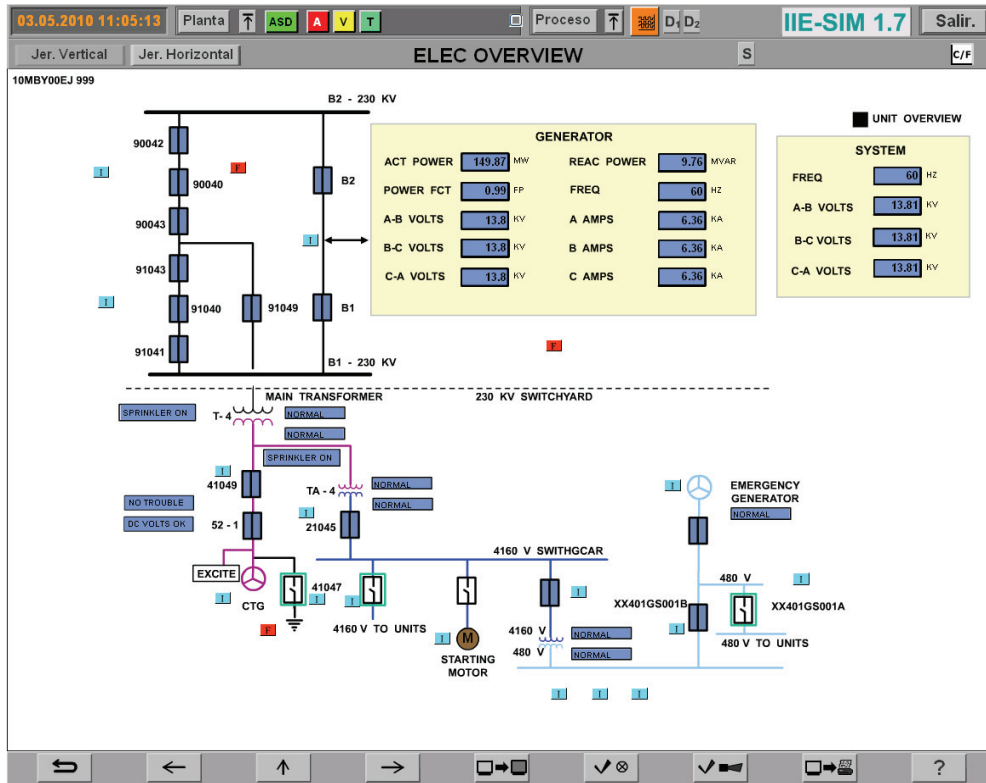 03.05.2010 11:05:13 Planta ASD A V T Proceso D1 D2 IIE-SIM 1.7 Salir.
Jer. Vertical Jer. Horizontal ELEC OVERVIEW S C/F
10MBY00EJ 999
B2 - 230 KV
UNIT OVERVIEW
GENERATOR
ACT POWER 149.87 MW REAC POWER 9.76 MVAR
POWER FCT 0.99 FP FREQ 60 HZ
A-B VOLTS 13.8 KV A AMPS 6.36 KA
B-C VOLTS 13.8 KV B AMPS 6.36 KA
C-A VOLTS 13.8 KV C AMPS 6.36 KA
SYSTEM
FREQ 60 HZ
A-B VOLTS 13.81 KV
B-C VOLTS 13.81 KV
C-A VOLTS 13.81 KV
90042
I
F
90040
B2
90043
I
91043
I
91040
91049
B1
91041
F
B1 - 230 KV
MAIN TRANSFORMER
230 KV SWITCHYARD
SPRINKLER ON
T- 4
NORMAL
NORMAL
SPRINKLER ON
I
41049
TA - 4
NORMAL
NORMAL
NO TROUBLE
DC VOLTS OK
52 - 1
I
21045
I
EMERGENCY
GENERATOR
NORMAL
4160 V SWITHGCAR
EXCITE
CTG
I
41047
I
I
F
4160 V TO UNITS
I
M
STARTING
MOTOR
I
4160 V
480 V
NORMAL
NORMAL
480 V
I
XX401GS001B
I
XX401GS001A
480 V TO UNITS
I I I
?